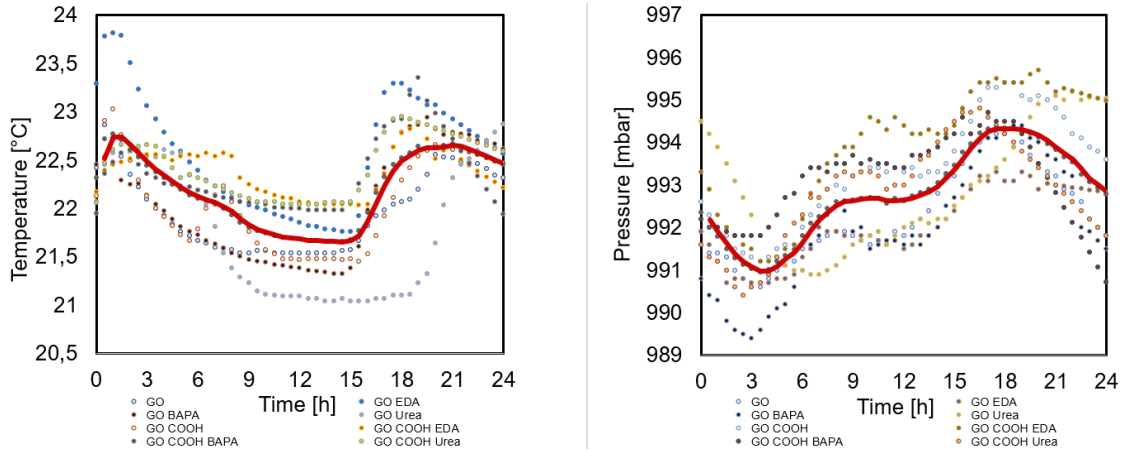 24
23,5
23
22,5
22
21,5
21
20,5
Temperature [°C]
0 3 6 9 12 15 18 21 24
Time [h]
GO
GO BAPA
GO COOH
GO COOH BAPA
GO EDA
GO Urea
GO COOH EDA
GO COOH Urea
997
996
995
994
993
992
991
990
989
Pressure [mbar]
0 3 6 9 12 15 18 21 24
Time [h]
GO
GO BAPA
GO COOH
GO COOH BAPA
GO EDA
GO Urea
GO COOH EDA
GO COOH Urea